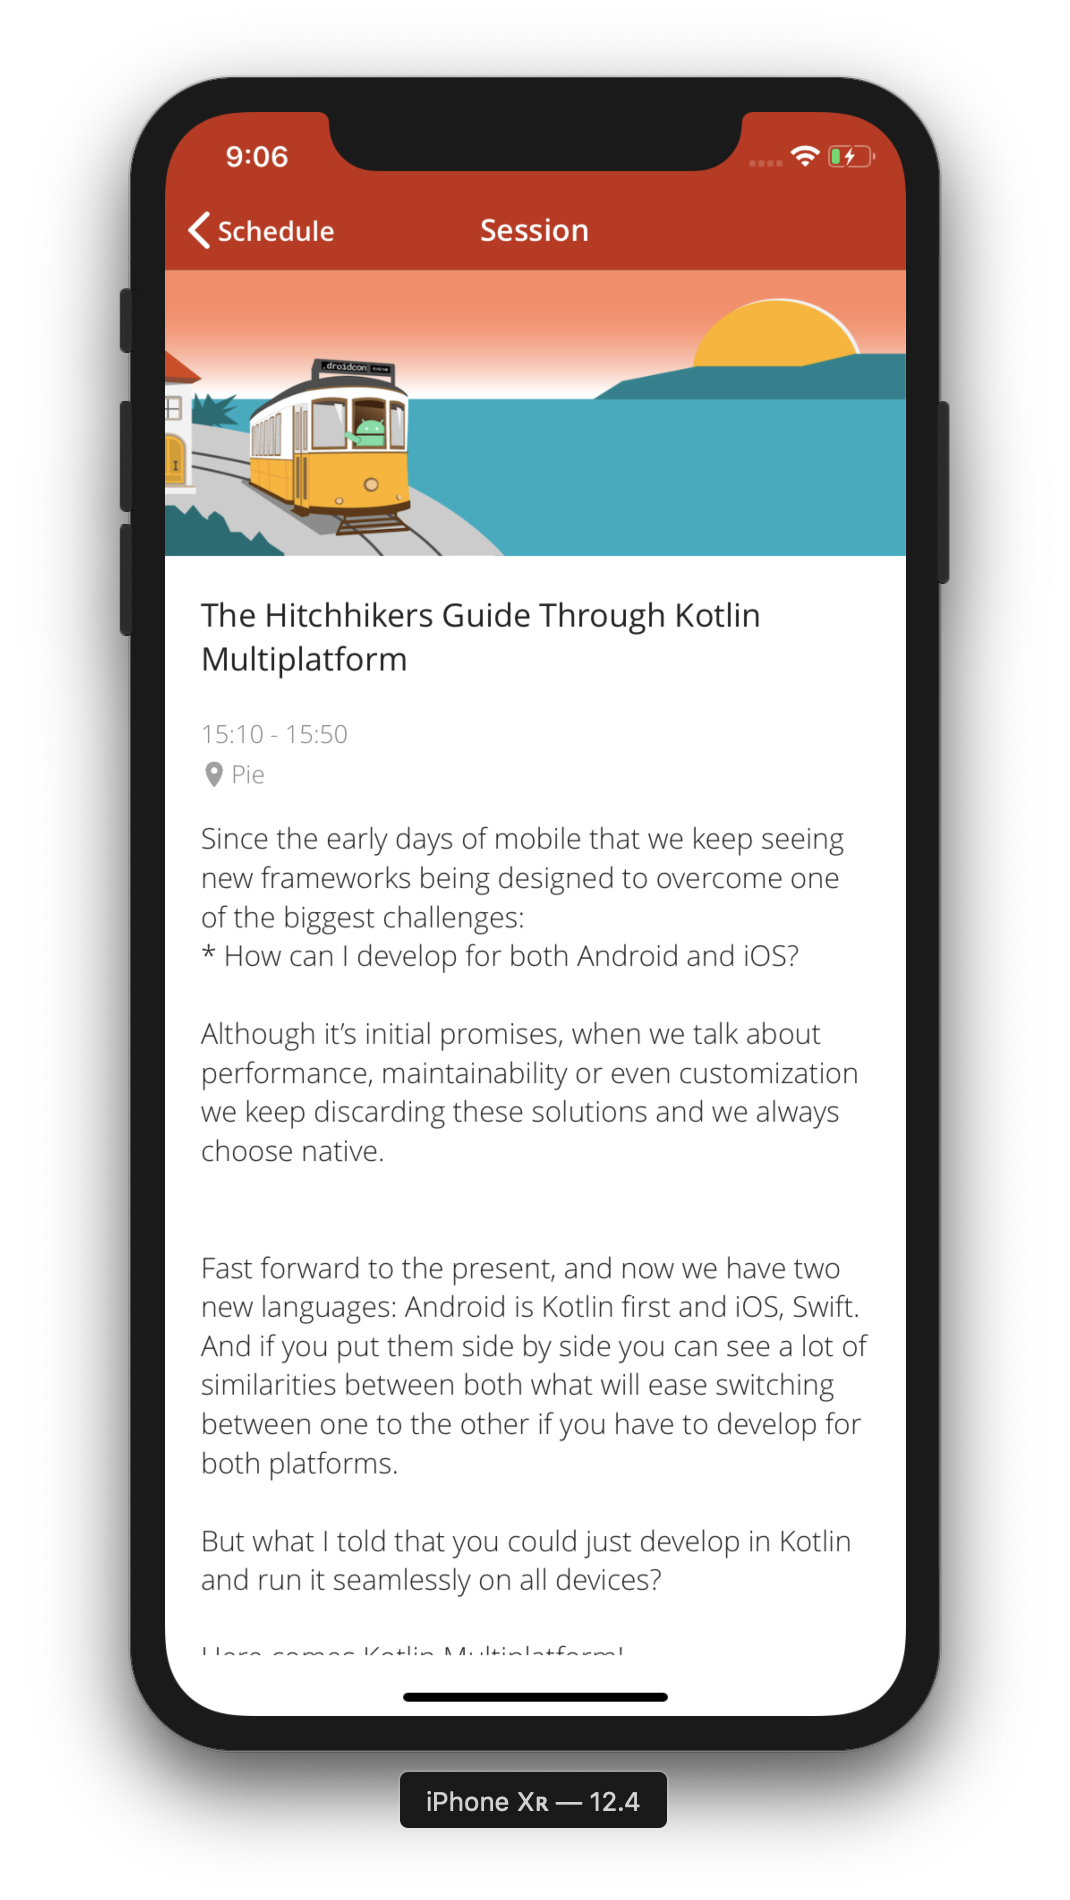 9:06
Schedule
Session
.droidcon
The Hitchhikers Guide Through Kotlin
Multiplatform
15:10 - 15:50
Pie
Since the early days of mobile that we keep seeing
new frameworks being designed to overcome one
of the biggest challenges:
* How can I develop for both Android and iOS?
Although it’s initial promises, when we talk about
performance, maintainability or even customization
we keep discarding these solutions and we always
choose native.
Fast forward to the present, and now we have two
new languages: Android is Kotlin first and iOS, Swift.
And if you put them side by side you can see a lot of
similarities between both what will ease switching
between one to the other if you have to develop for
both platforms.
But what I told that you could just develop in Kotlin
and run it seamlessly on all devices?
Here comes Kotlin Multiplatform!
iPhone Xʀ — 12.4